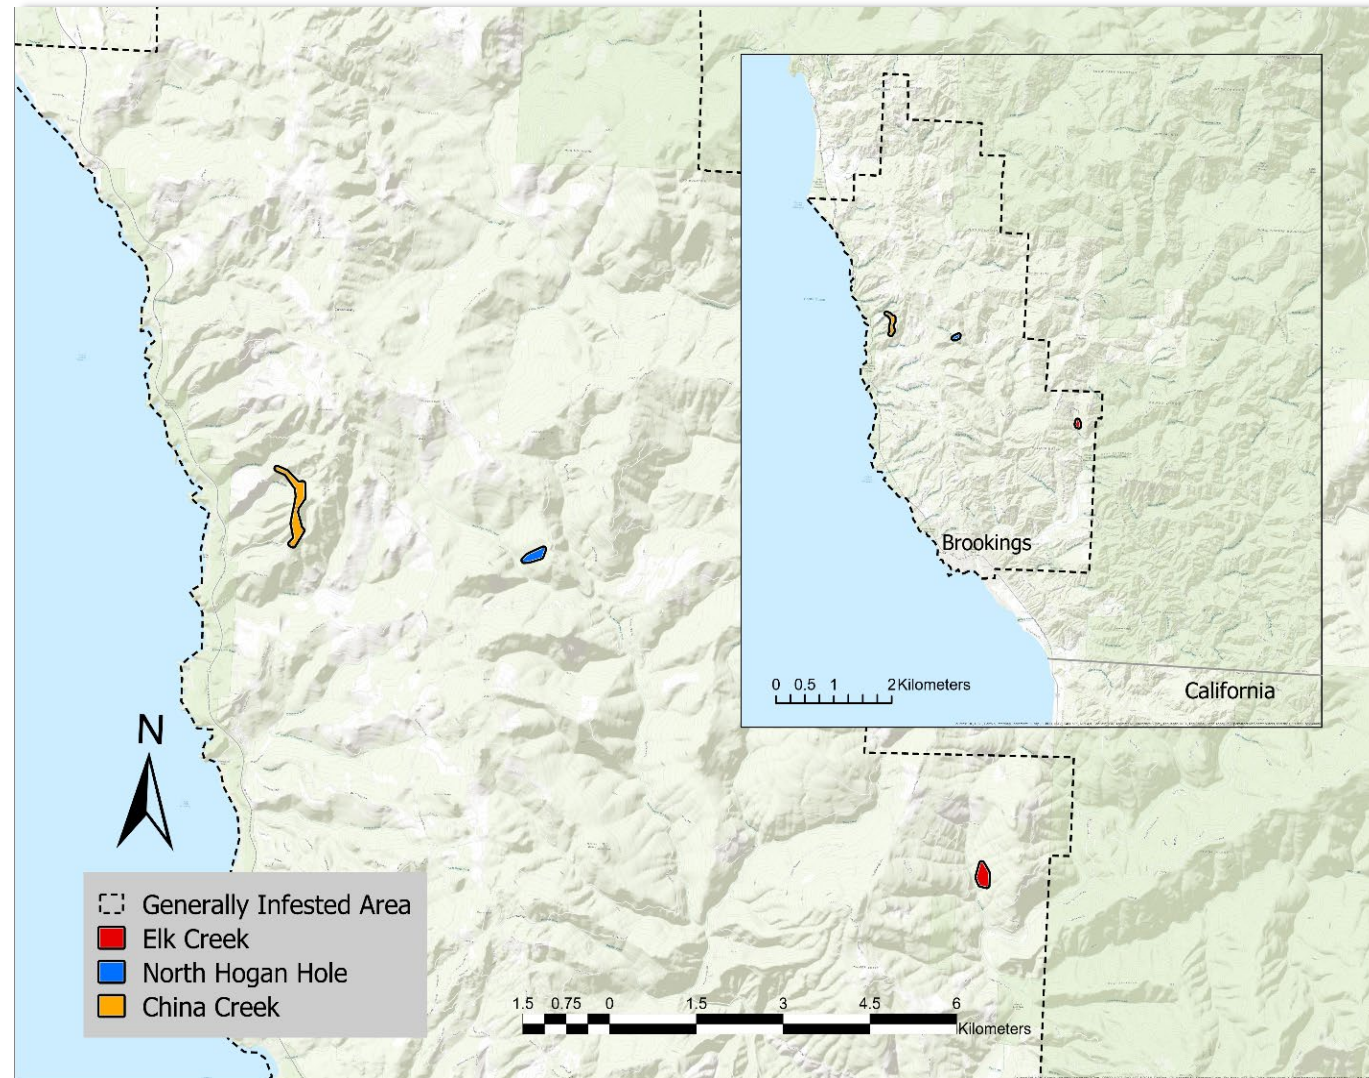 Brookings
0 0.5 1 2 Kilometers
California
N
Generally Infested Area
Elk Creek
North Hogan Hole
China Creek
1.5 0.75 0 1.5 3 4.5 6
Kilometers